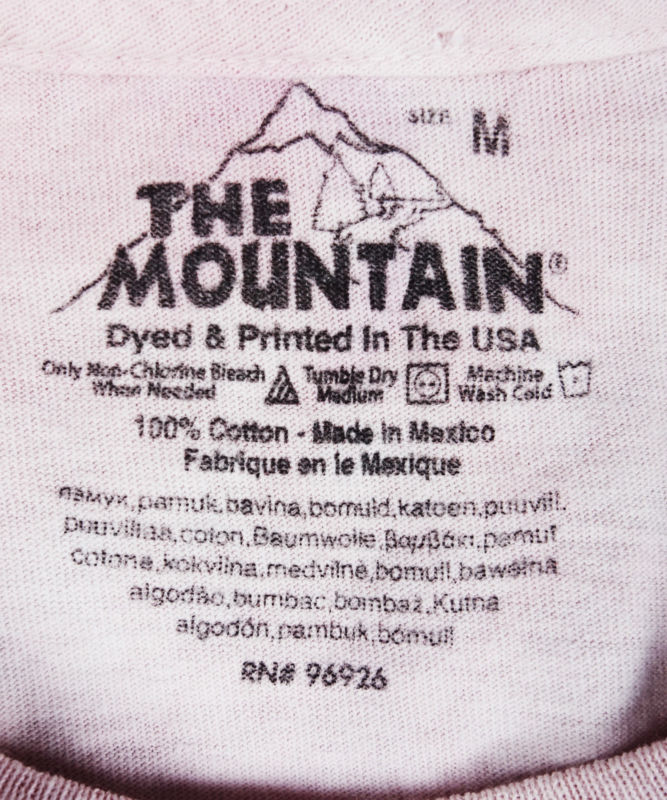 SIZE M
THE
MOUNTAIN®
Dyed & Printed In The USA
Only Non-Chlorine Bleach When Needed
Tumble Dry Medium
Machine Wash Cold
100% Cotton - Made in Mexico
Fabrique en le Mexique
памук,pamuk,bavlna,bomuld,katoen,puuvill.
puuvillaa,coton,Baumwolle,βαμβάκι,pamut
cotone,kokvilna,medvilnė,bomull,bawełna
algodão,bumbac,bombaž,Kutna
algodón,pambuk,bómull
RN# 96926